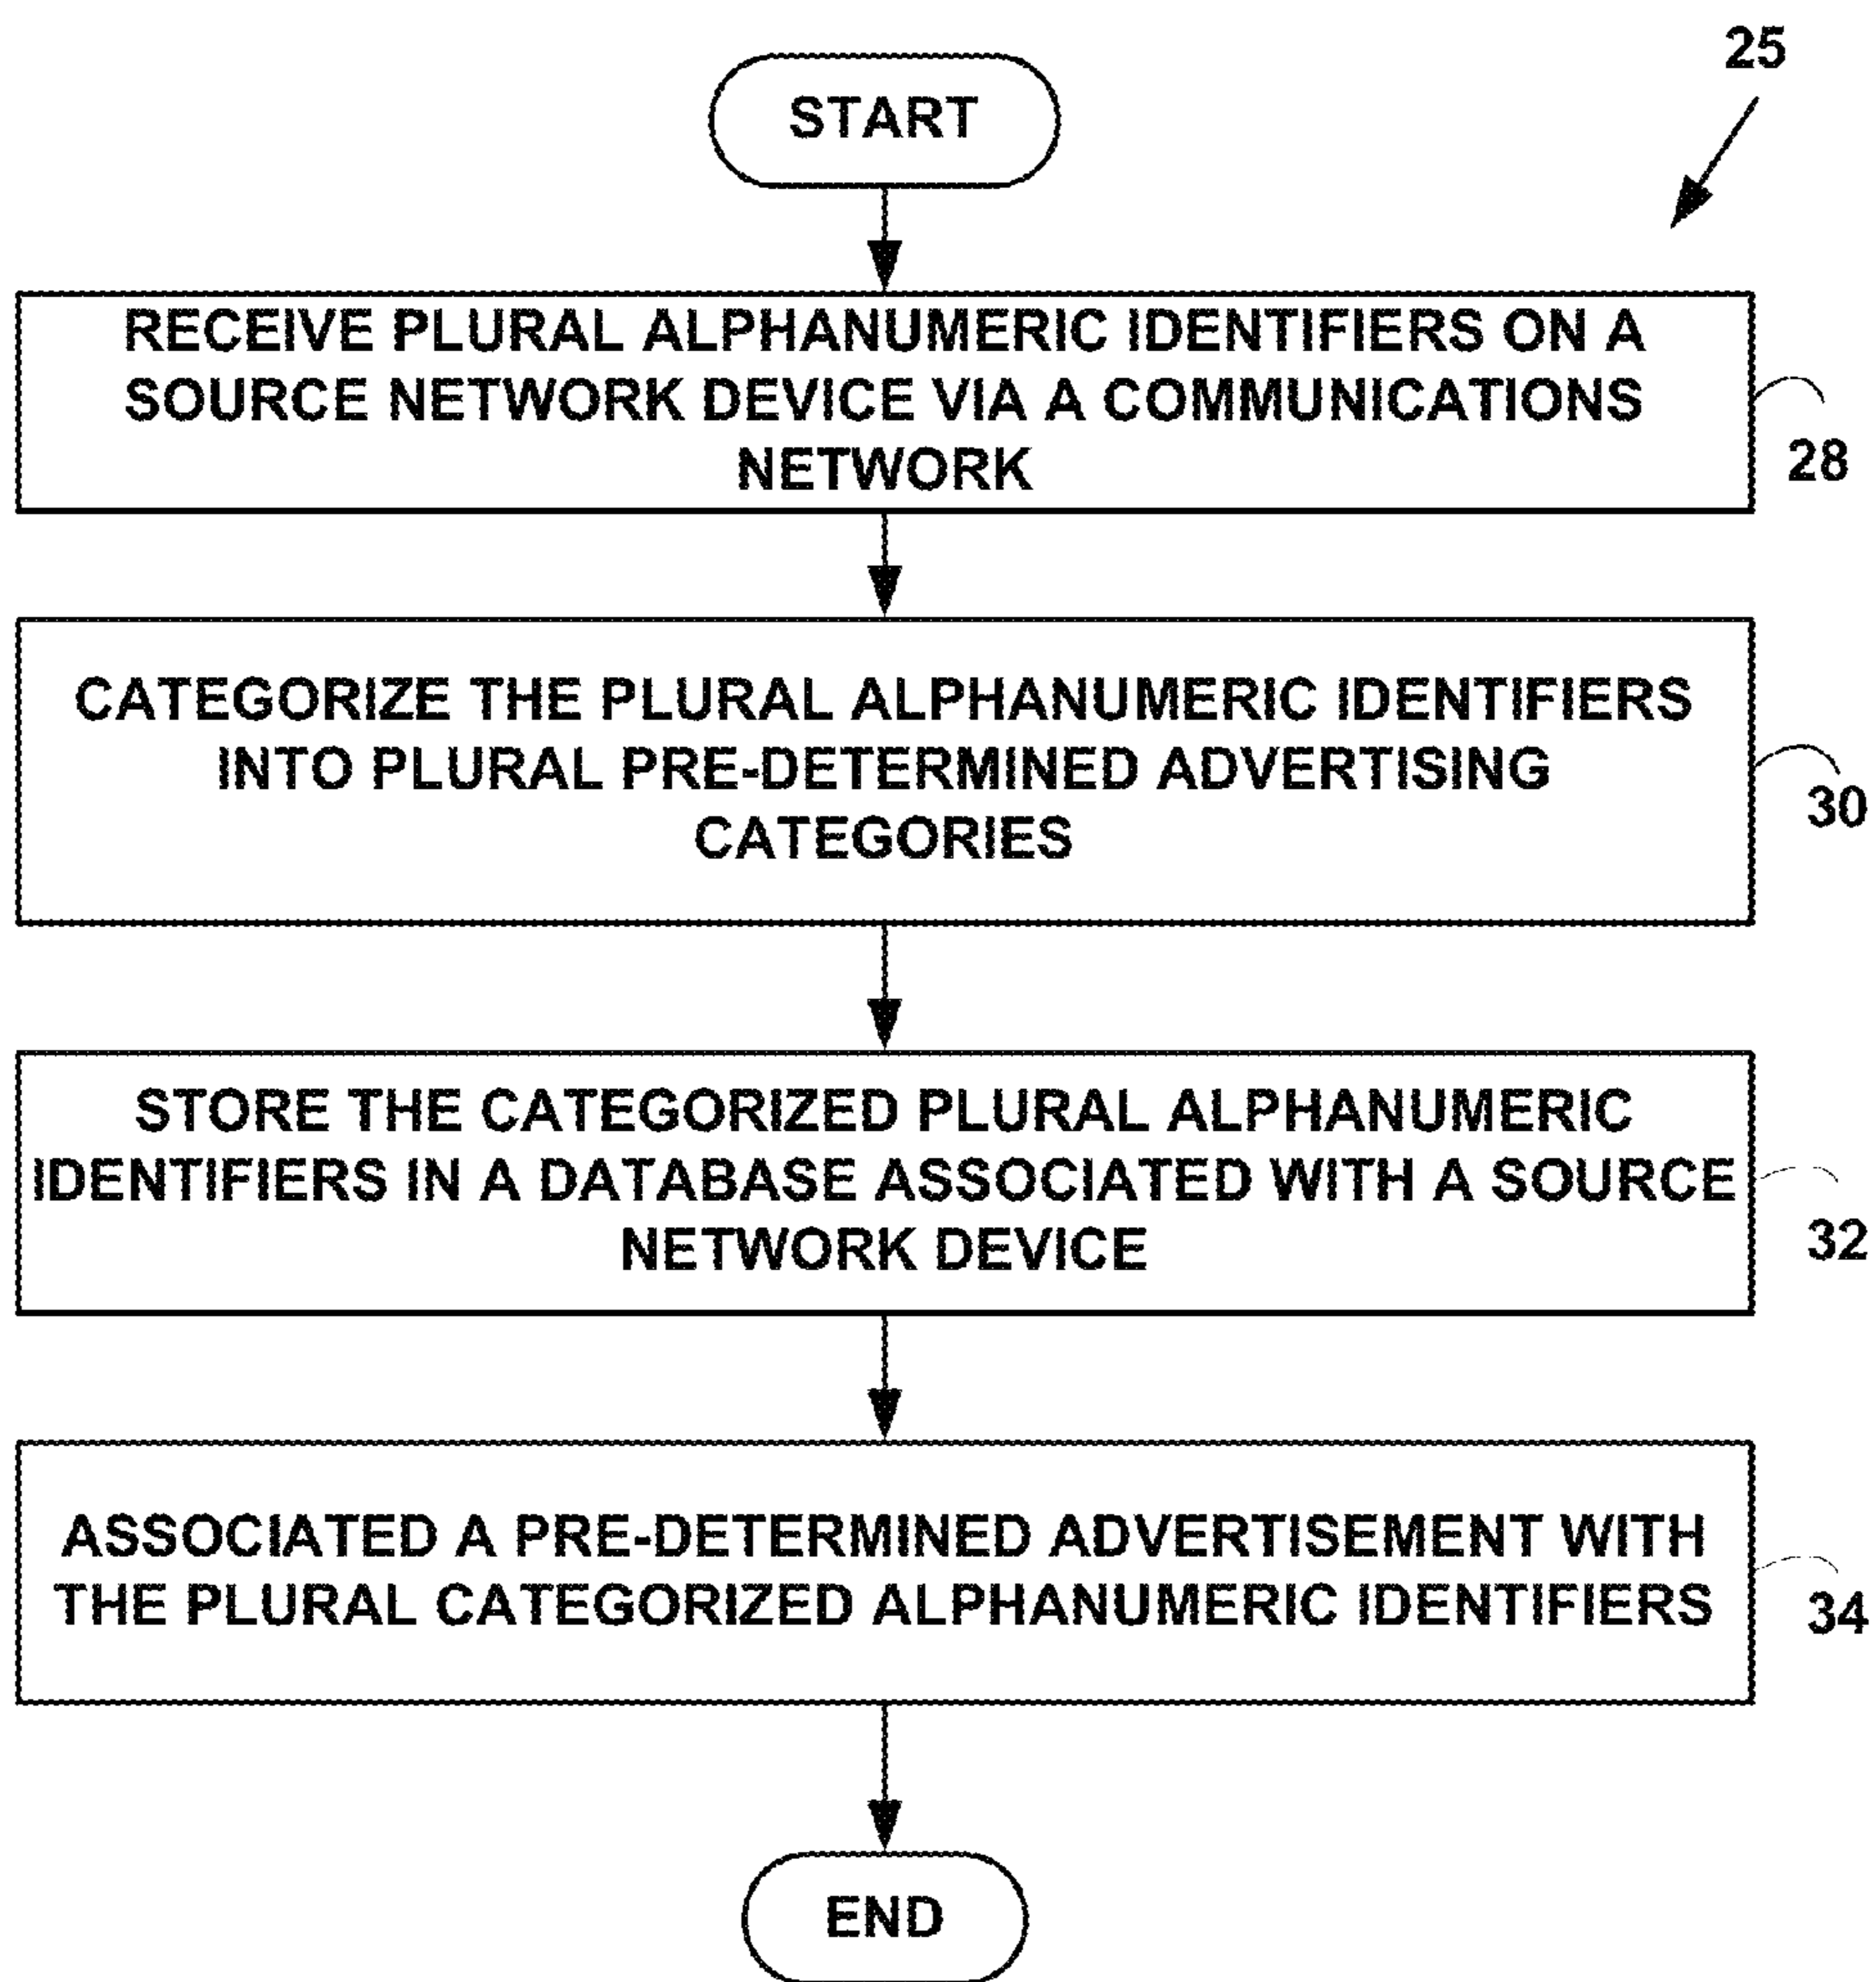 25
START
RECEIVE PLURAL ALPHANUMERIC IDENTIFIERS ON A
SOURCE NETWORK DEVICE VIA A COMMUNICATIONS
NETWORK
28
CATEGORIZE THE PLURAL ALPHANUMERIC IDENTIFIERS
INTO PLURAL PRE-DETERMINED ADVERTISING
CATEGORIES
30
STORE THE CATEGORIZED PLURAL ALPHANUMERIC
IDENTIFIERS IN A DATABASE ASSOCIATED WITH A SOURCE
NETWORK DEVICE
32
ASSOCIATED A PRE-DETERMINED ADVERTISEMENT WITH
THE PLURAL CATEGORIZED ALPHANUMERIC IDENTIFIERS
34
END